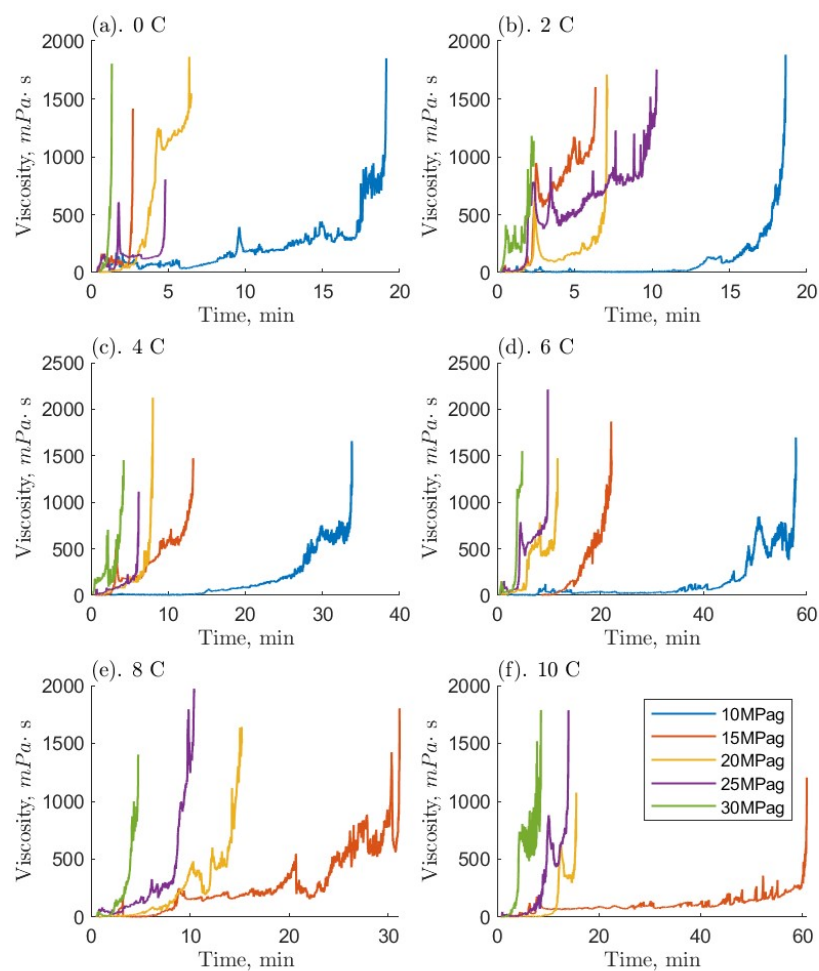 (a). 0 C
(b). 2 C
2000
1500
1000
500
0
Viscosity, mPa· s
0 5 10 15 20
Time, min
2000
1500
1000
500
0
Viscosity, mPa· s
0 5 10 15 20
Time, min
(c). 4 C
(d). 6 C
2500
2000
1500
1000
500
0
Viscosity, mPa· s
0 10 20 30 40
Time, min
2500
2000
1500
1000
500
0
Viscosity, mPa· s
0 20 40 60
Time, min
(e). 8 C
(f). 10 C
2000
1500
1000
500
0
Viscosity, mPa· s
0 10 20 30
Time, min
2000
1500
1000
500
0
Viscosity, mPa· s
0 20 40 60
Time, min
10MPag
15MPag
20MPag
25MPag
30MPag